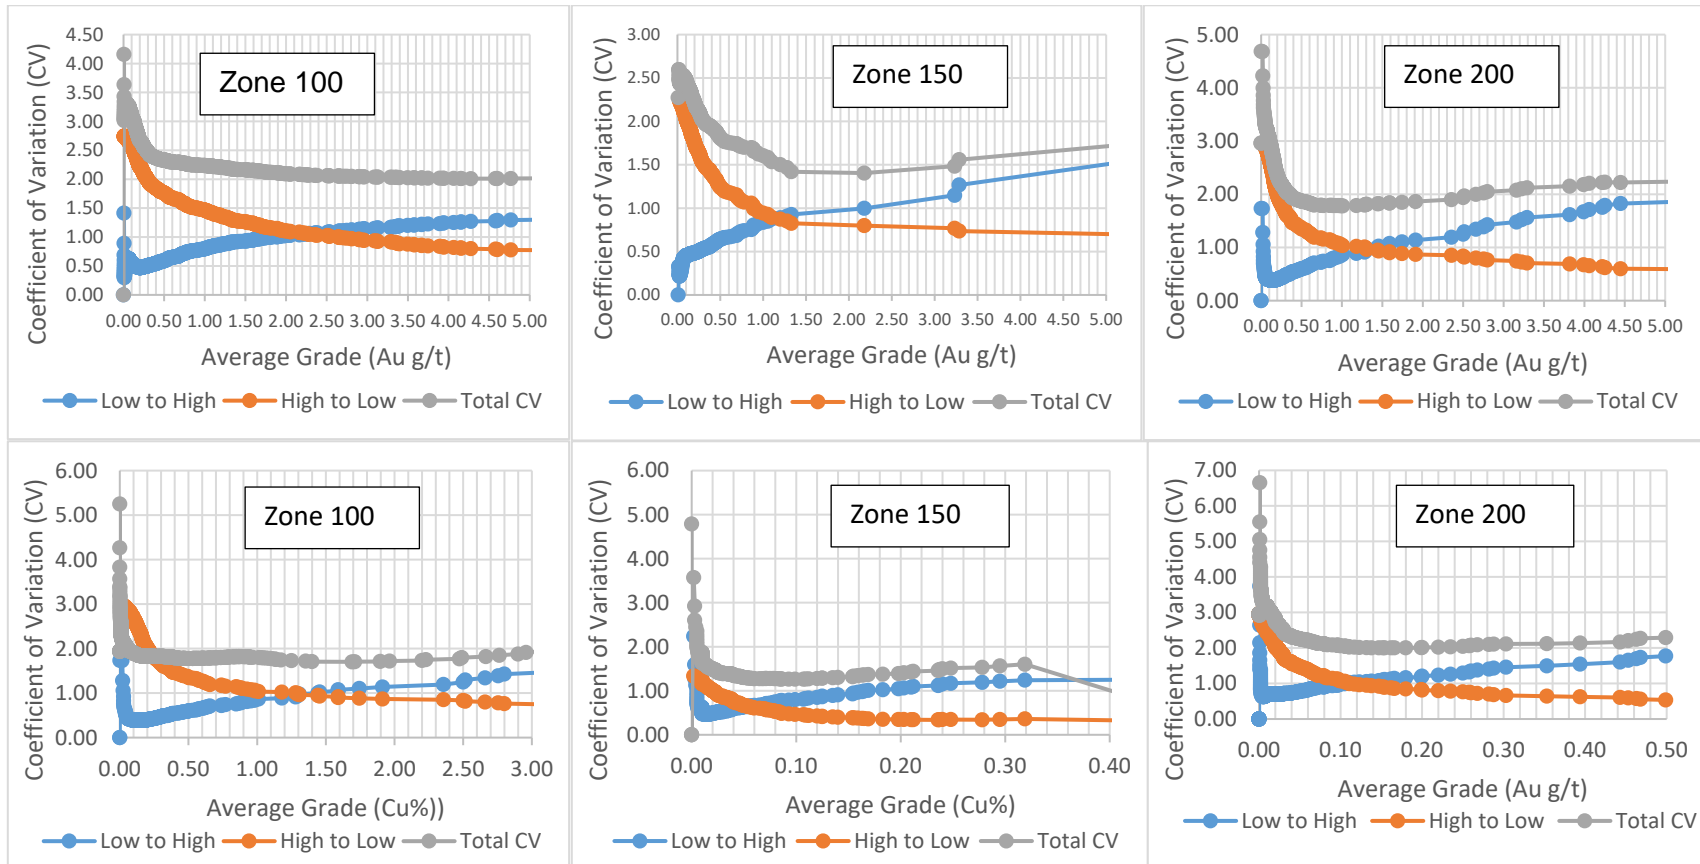 Coefficient of Variation (CV)
4.50
4.00
3.50
3.00
2.50
2.00
1.50
1.00
0.50
0.00
Zone 100
0.00 0.50 1.00 1.50 2.00 2.50 3.00 3.50 4.00 4.50 5.00
Average Grade (Au g/t)
Low to High High to Low Total CV
Coefficient of Variation (CV)
3.00
2.50
2.00
1.50
1.00
0.50
0.00
Zone 150
0.00 0.50 1.00 1.50 2.00 2.50 3.00 3.50 4.00 4.50 5.00
Average Grade (Au g/t)
Low to High High to Low Total CV
Coefficient of Variation (CV)
5.00
4.00
3.00
2.00
1.00
0.00
Zone 200
0.00 0.50 1.00 1.50 2.00 2.50 3.00 3.50 4.00 4.50 5.00
Average Grade (Au g/t)
Low to High High to Low Total CV
Coefficient of Variation (CV)
6.00
5.00
4.00
3.00
2.00
1.00
0.00
Zone 100
0.00 0.50 1.00 1.50 2.00 2.50 3.00
Average Grade (Cu%))
Low to High High to Low Total CV
Coefficient of Variation (CV)
6.00
5.00
4.00
3.00
2.00
1.00
0.00
Zone 150
0.00 0.10 0.20 0.30 0.40
Average Grade (Cu%)
Low to High High to Low Total CV
Coefficient of Variation (CV)
7.00
6.00
5.00
4.00
3.00
2.00
1.00
0.00
Zone 200
0.00 0.10 0.20 0.30 0.40 0.50
Average Grade (Au g/t)
Low to High High to Low Total CV